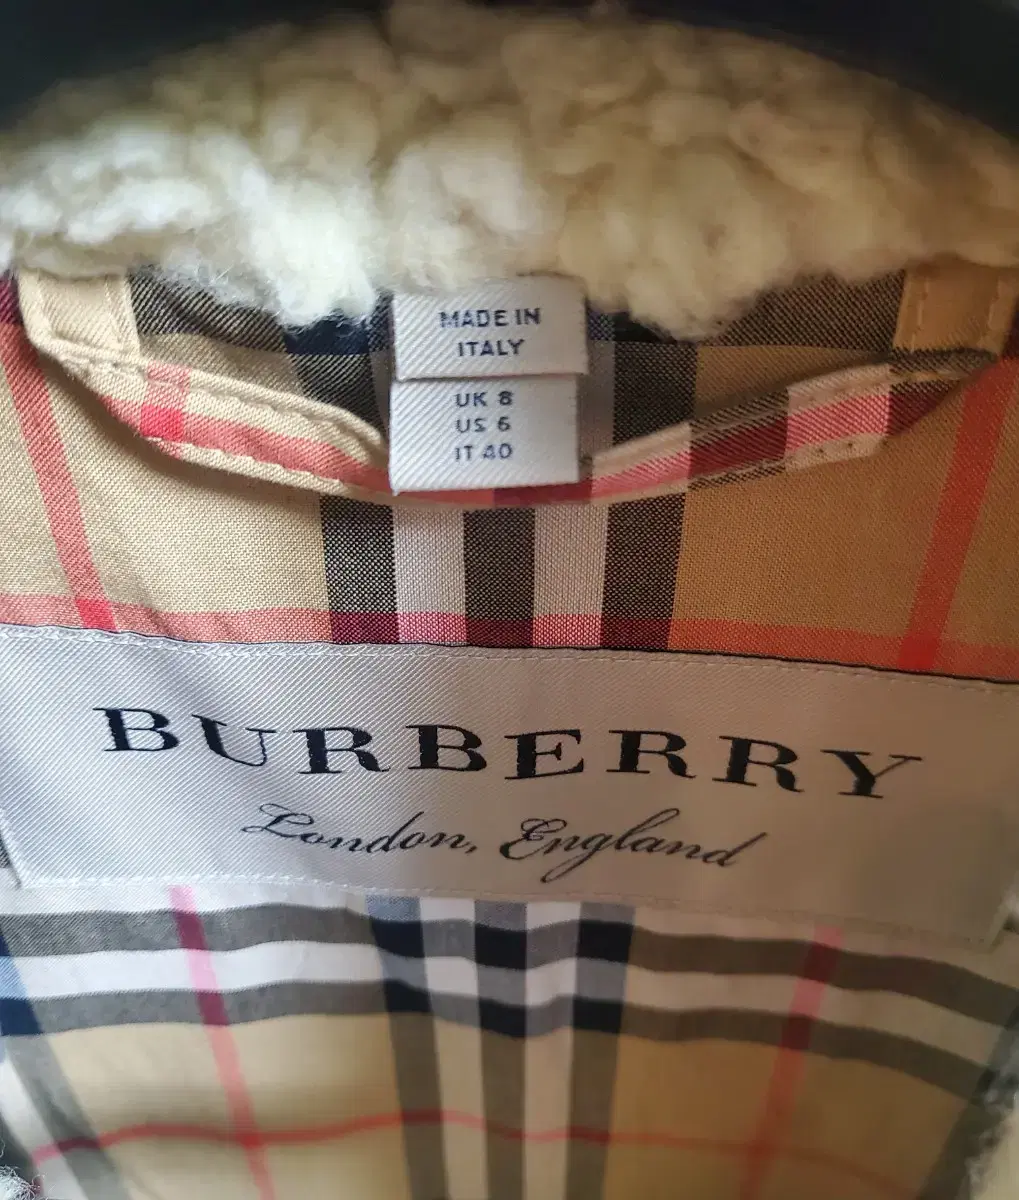 MADE IN
ITALY
UK 8
US 6
IT 40
BURBERRY
London, England